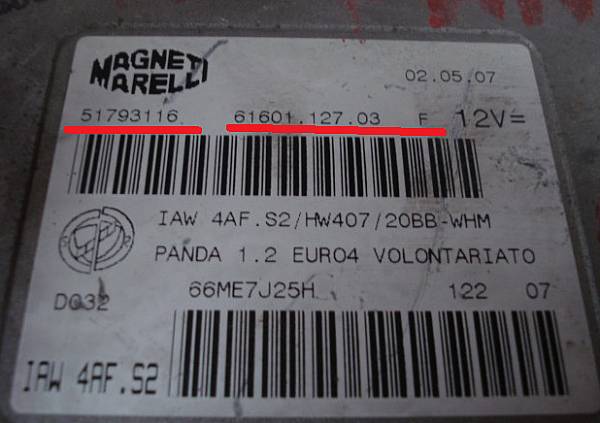 MAGNETI
MARELLI
02.05.07
51793116 61601.127.03 F 12V=
IAW 4AF.S2/HW407/20BB-WHM
PANDA 1.2 EURO4 VOLONTARIATO
D032 66ME7J25H 122 07
IAW 4AF.S2